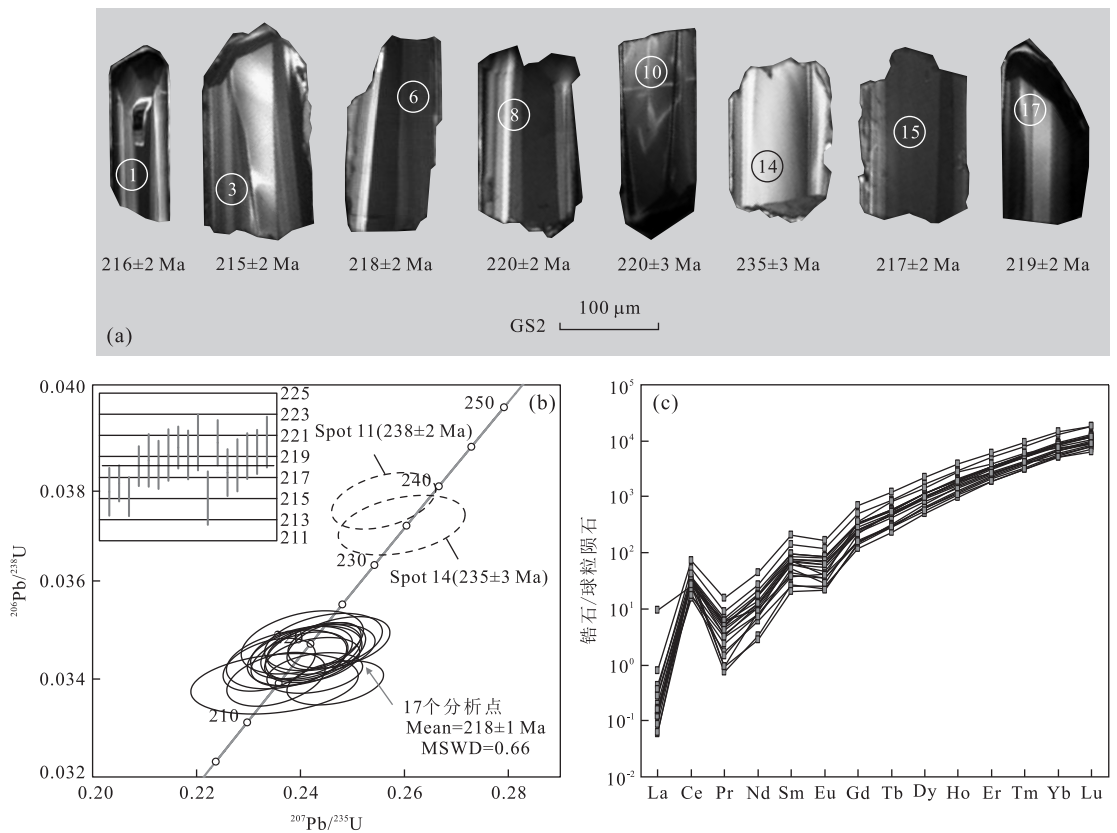 1
3
6
8
10
14
15
17
216±2 Ma
215±2 Ma
218±2 Ma
220±2 Ma
220±3 Ma
235±3 Ma
217±2 Ma
219±2 Ma
100 μm
GS2
(a)
0.040
0.038
0.036
0.034
0.032
²⁰⁶Pb/²³⁸U
225
223
221
219
217
215
213
211
(b)
250
Spot 11(238±2 Ma)
240
230
Spot 14(235±3 Ma)
210
17个分析点
Mean=218±1 Ma
MSWD=0.66
0.20
0.22
0.24
0.26
0.28
²⁰⁷Pb/²³⁵U
(c)
10⁵
10⁴
10³
10²
10¹
10⁰
10⁻¹
10⁻²
锆石/球粒陨石
La Ce Pr Nd Sm Eu Gd Tb Dy Ho Er Tm Yb Lu